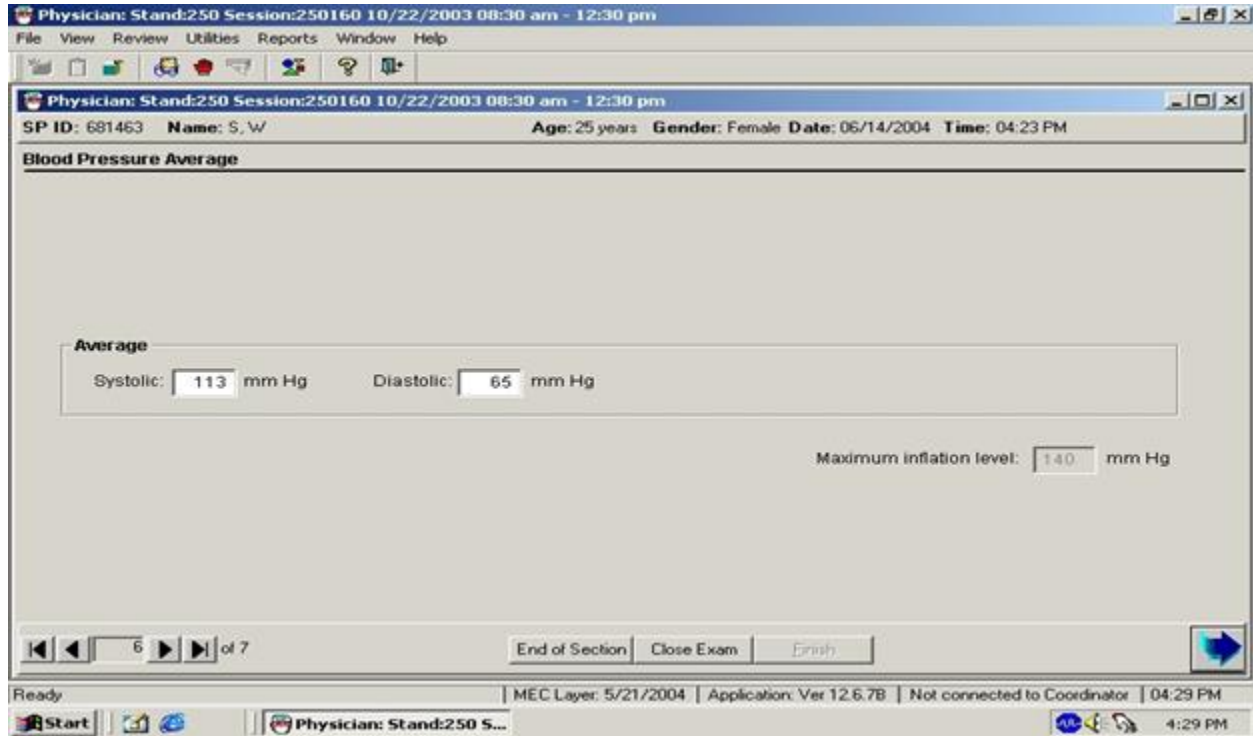 Physician: Stand:250 Session:250160 10/22/2003 08:30 am - 12:30 pm
File View Review Utilities Reports Window Help
Physician: Stand:250 Session:250160 10/22/2003 08:30 am - 12:30 pm
SP ID: 681463 Name: S, W Age: 25 years Gender: Female Date: 06/14/2004 Time: 04:23 PM
Blood Pressure Average
Average
Systolic: 113 mm Hg Diastolic: 65 mm Hg
Maximum inflation level: 140 mm Hg
6 of 7 End of Section Close Exam Finish
Ready MEC Layer: 5/21/2004 Application: Ver 12.6.7B Not connected to Coordinator 04:29 PM
Start Physician: Stand:250 S... 4:29 PM